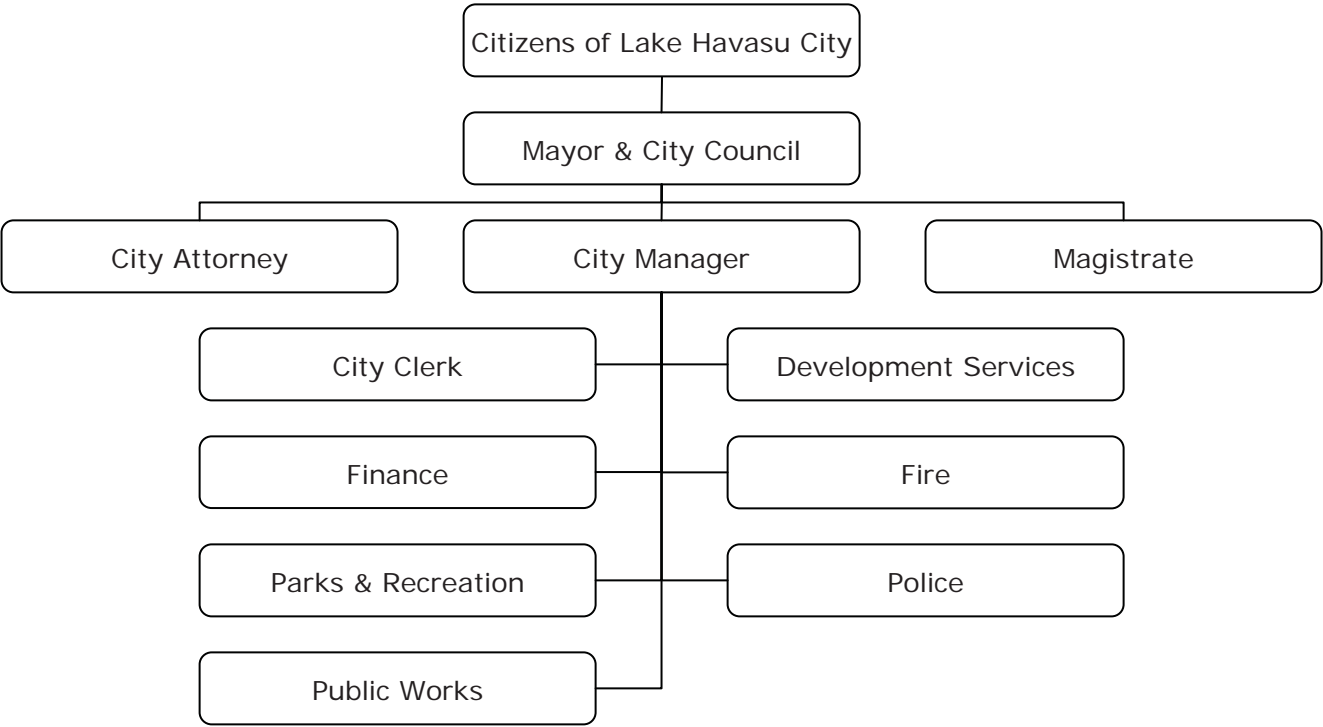 Citizens of Lake Havasu City
Mayor & City Council
City Attorney
City Manager
Magistrate
City Clerk
Development Services
Finance
Fire
Parks & Recreation
Police
Public Works